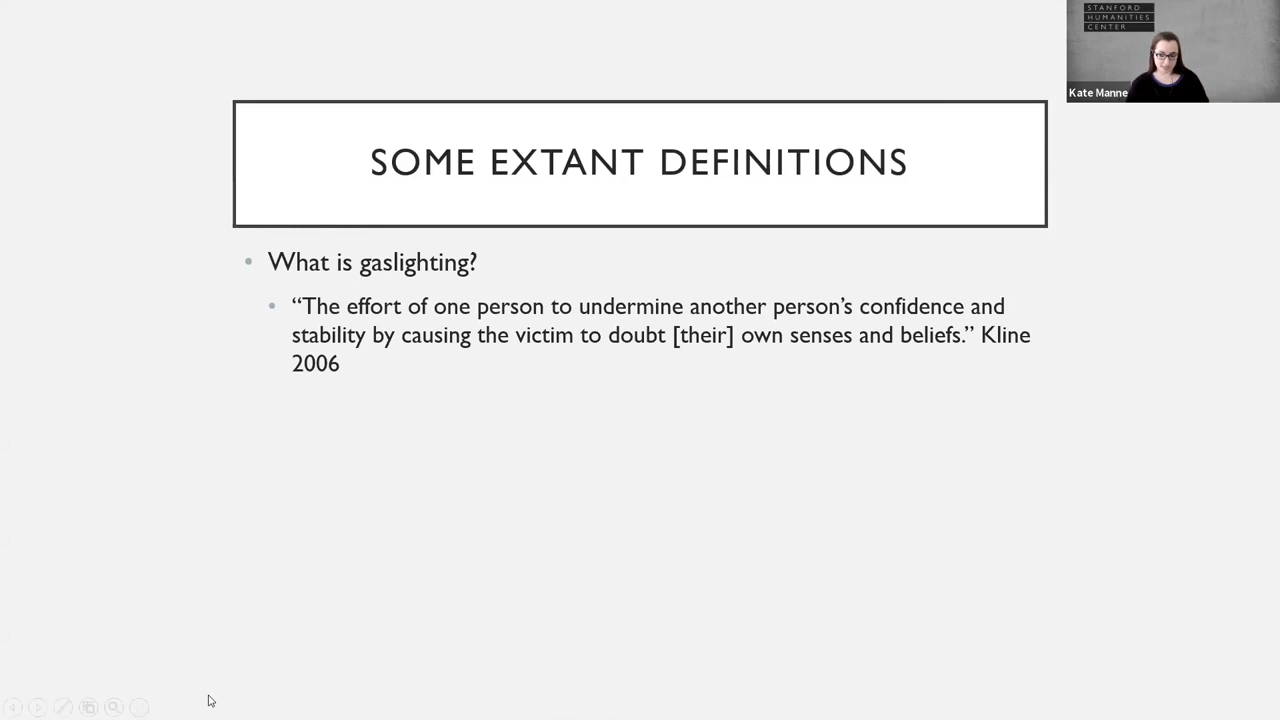 STANFORD
HUMANITIES
CENTER
Kate Manne
SOME EXTANT DEFINITIONS
• What is gaslighting?
• “The effort of one person to undermine another person’s confidence and
stability by causing the victim to doubt [their] own senses and beliefs.” Kline
2006